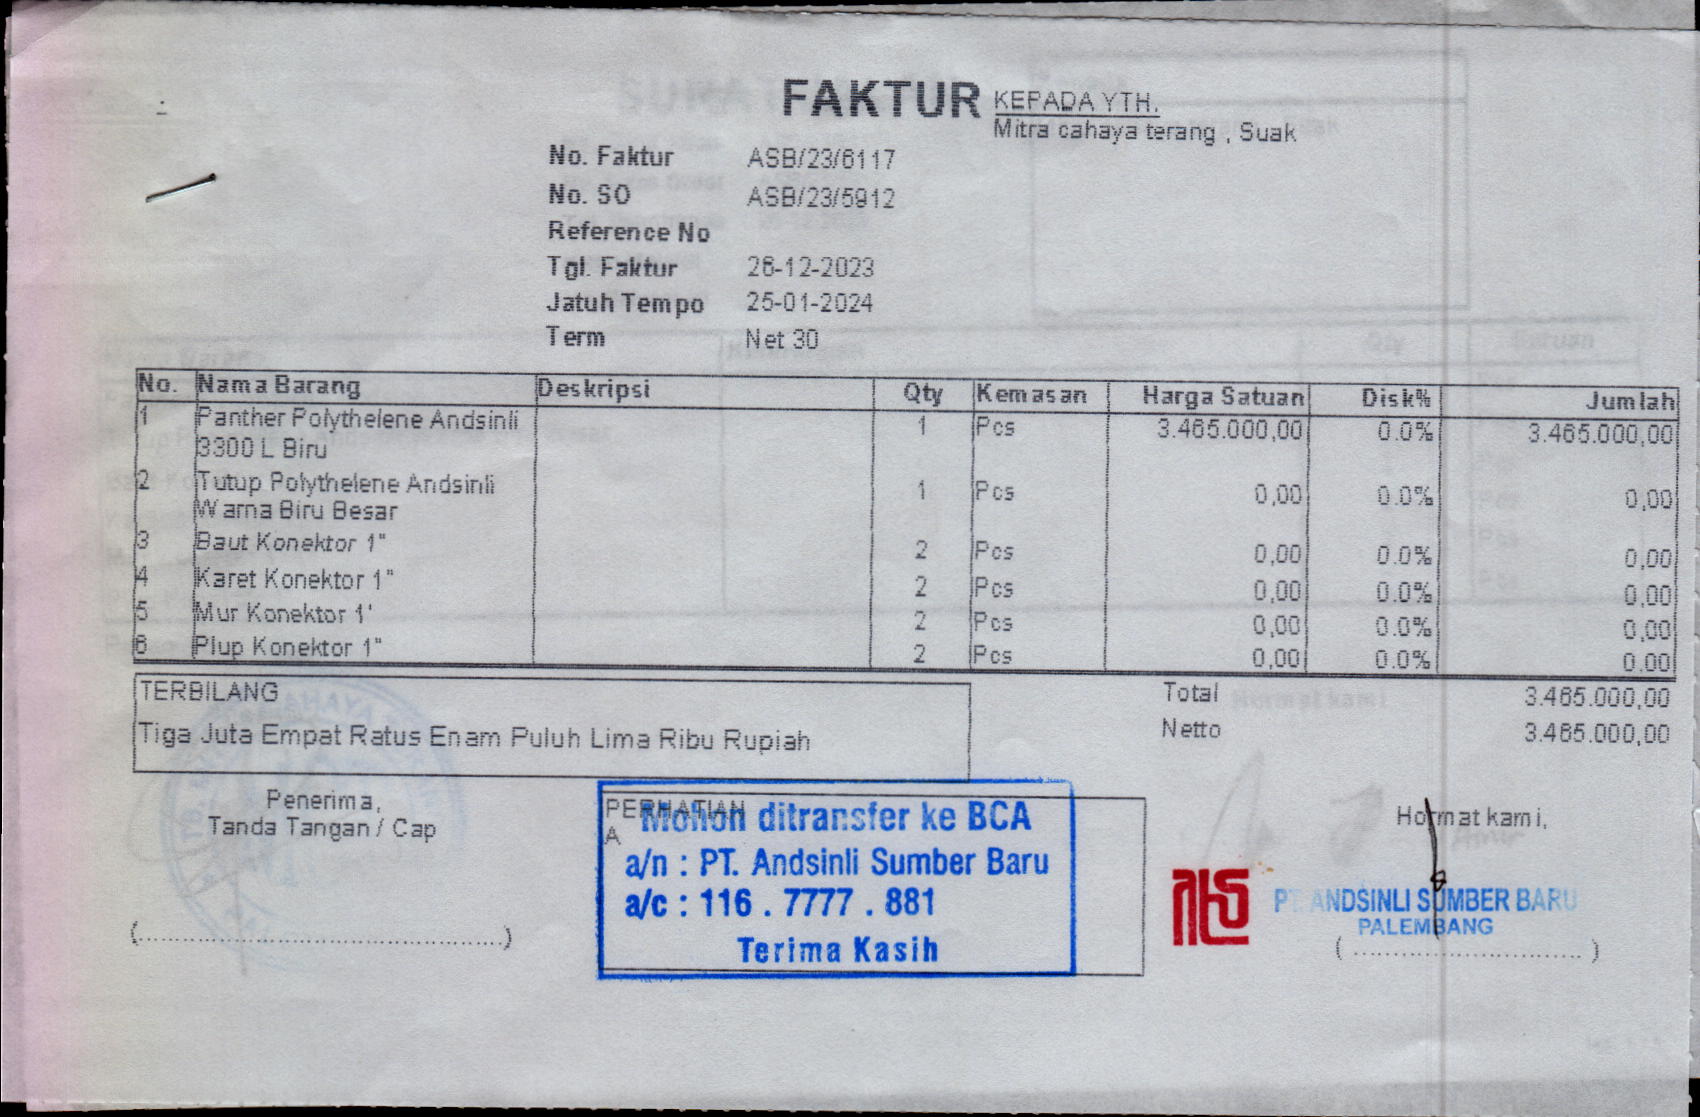 FAKTUR
KEPADA YTH.
Mitra cahaya terang , Suak
No. Faktur ASB/23/6117
No. SO ASB/23/5912
Reference No
Tgl. Faktur 26-12-2023
Jatuh Tempo 25-01-2024
Term Net 30
No. Nama Barang Deskripsi Qty Kemasan Harga Satuan Disk% Jumlah
1 Panther Polythelene Andsinli 1 Pcs 3.465.000,00 0.0% 3.465.000,00
3300 L Biru
2 Tutup Polythelene Andsinli 1 Pcs 0,00 0.0% 0,00
Warna Biru Besar
3 Baut Konektor 1" 2 Pcs 0,00 0.0% 0,00
4 Karet Konektor 1" 2 Pcs 0,00 0.0% 0,00
5 Mur Konektor 1' 2 Pcs 0,00 0.0% 0,00
6 Plup Konektor 1" 2 Pcs 0,00 0.0% 0.00
TERBILANG
Tiga Juta Empat Ratus Enam Puluh Lima Ribu Rupiah
Total 3.465.000,00
Netto 3.465.000,00
Penerima,
Tanda Tangan / Cap
(..........................................)
PERHATIAN
A
Mohon ditransfer ke BCA
a/n : PT. Andsinli Sumber Baru
a/c : 116 . 7777 . 881
Terima Kasih
Hormat kami,
PT. ANDSINLI SUMBER BARU
PALEMBANG
( .............................. )